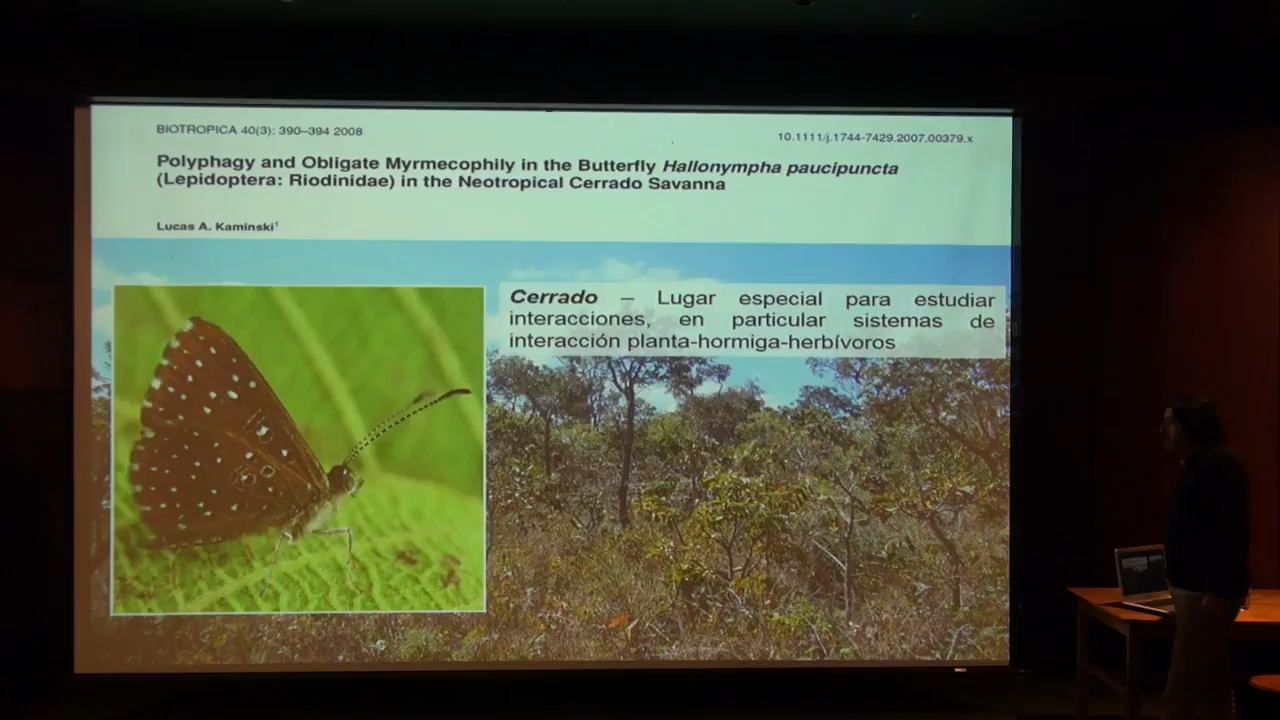 BIOTROPICA 40(3): 390–394 2008
10.1111/j.1744-7429.2007.00379.x
Polyphagy and Obligate Myrmecophily in the Butterfly Hallonympha paucipuncta
(Lepidoptera: Riodinidae) in the Neotropical Cerrado Savanna
Lucas A. Kaminski¹
Cerrado – Lugar especial para estudiar
interacciones, en particular sistemas de
interacción planta-hormiga-herbívoros